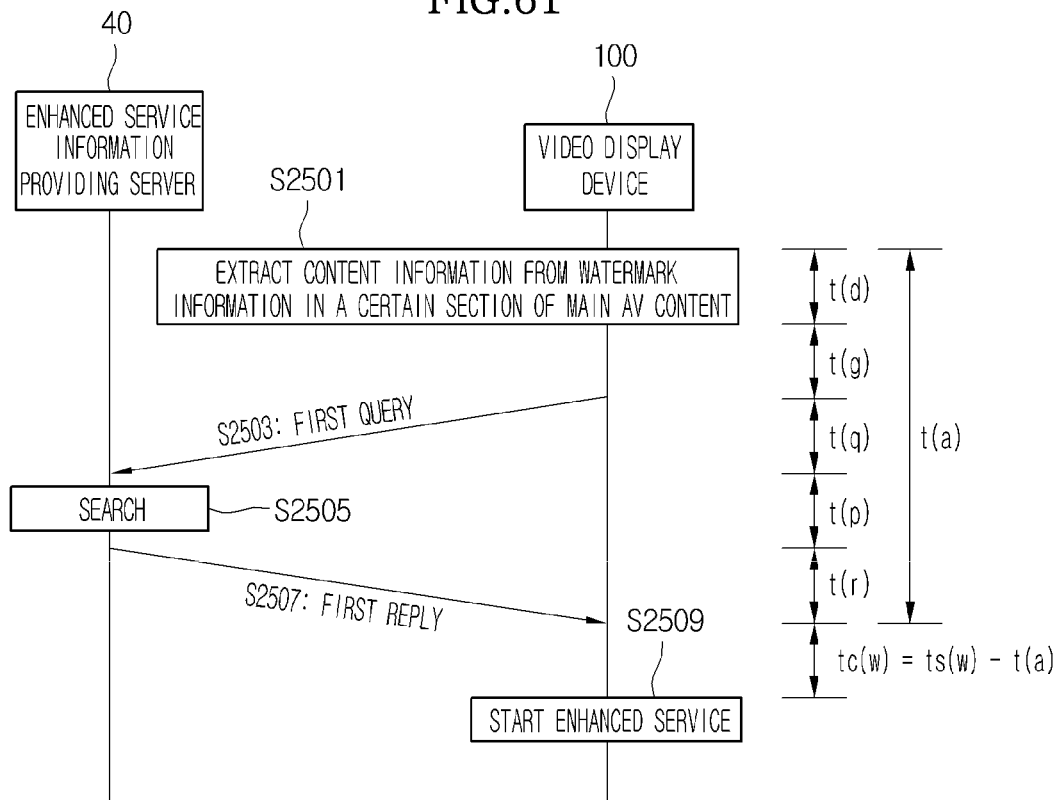 FIG.61
40
100
ENHANCED SERVICE
INFORMATION
PROVIDING SERVER
VIDEO DISPLAY
DEVICE
S2501
EXTRACT CONTENT INFORMATION FROM WATERMARK
INFORMATION IN A CERTAIN SECTION OF MAIN AV CONTENT
t(d)
t(g)
S2503: FIRST QUERY
t(q)
t(a)
SEARCH
S2505
t(p)
S2507: FIRST REPLY
t(r)
S2509
tc(w) = ts(w) - t(a)
START ENHANCED SERVICE